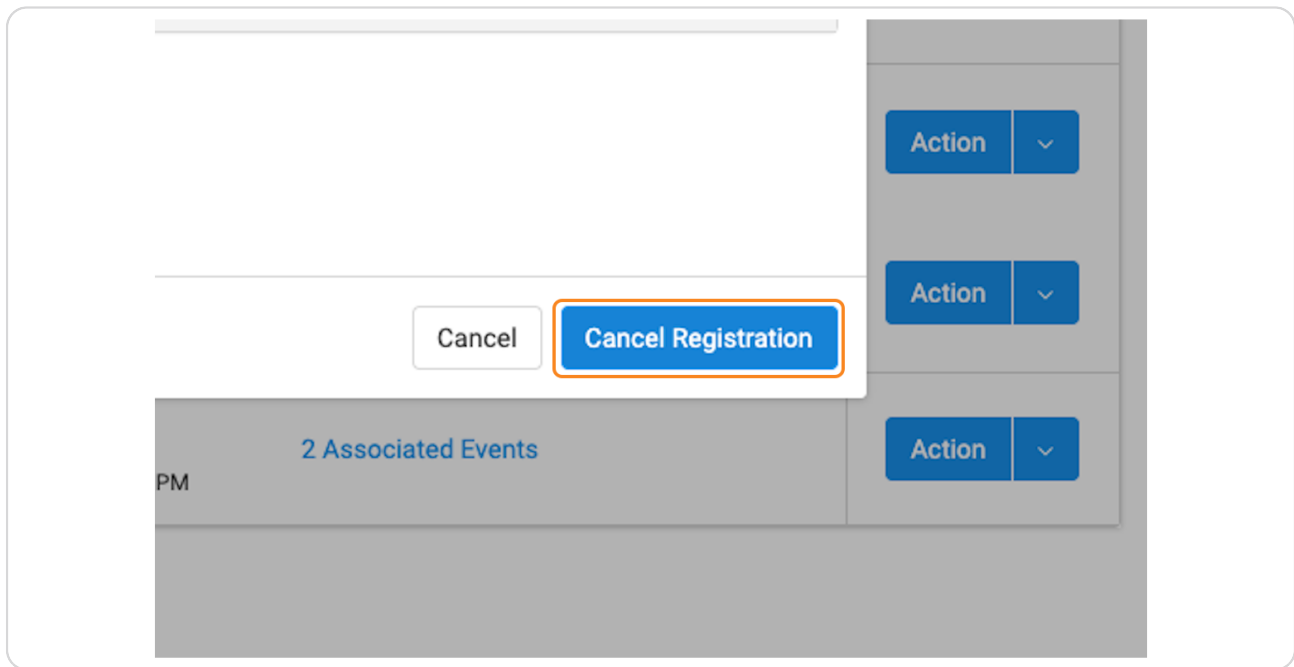 Action
Action
Cancel
Cancel Registration
2 Associated Events
PM
Action